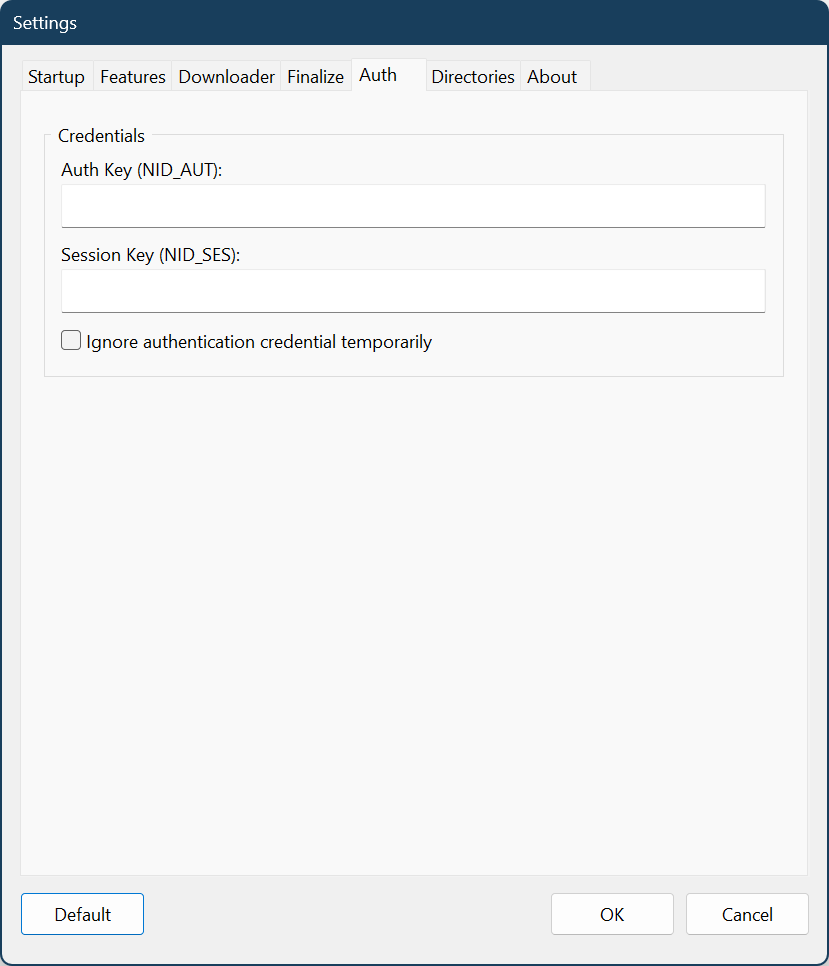 Settings
Startup Features Downloader Finalize Auth Directories About
Credentials
Auth Key (NID_AUT):
Session Key (NID_SES):
Ignore authentication credential temporarily
Default OK Cancel